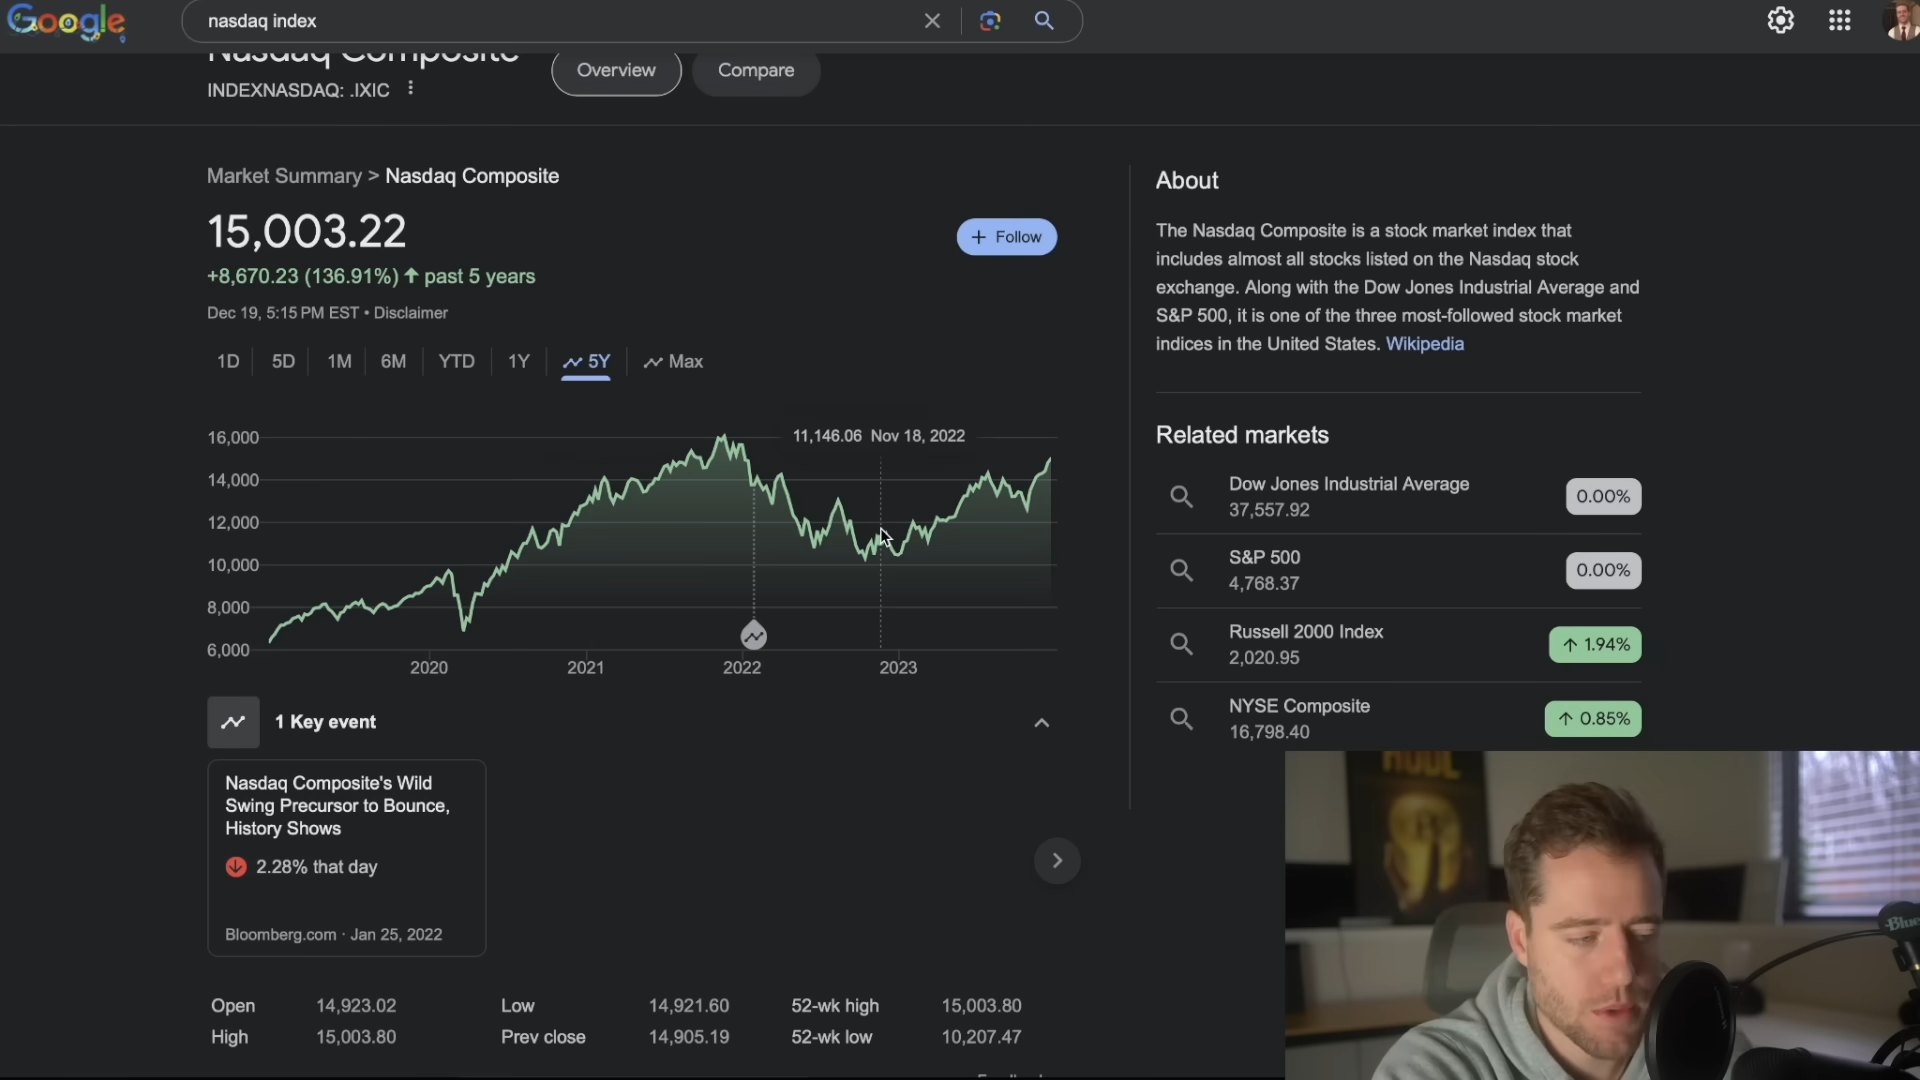 Google
nasdaq index
Nasdaq Composite
Overview
Compare
INDEXNASDAQ: .IXIC
Market Summary > Nasdaq Composite
15,003.22
+ Follow
+8,670.23 (136.91%) ↑ past 5 years
Dec 19, 5:15 PM EST • Disclaimer
1D
5D
1M
6M
YTD
1Y
5Y
Max
11,146.06 Nov 18, 2022
16,000
14,000
12,000
10,000
8,000
6,000
2020
2021
2022
2023
1 Key event
Nasdaq Composite's Wild
Swing Precursor to Bounce,
History Shows
2.28% that day
Bloomberg.com · Jan 25, 2022
Open 14,923.02 Low 14,921.60 52-wk high 15,003.80
High 15,003.80 Prev close 14,905.19 52-wk low 10,207.47
About
The Nasdaq Composite is a stock market index that
includes almost all stocks listed on the Nasdaq stock
exchange. Along with the Dow Jones Industrial Average and
S&P 500, it is one of the three most-followed stock market
indices in the United States. Wikipedia
Related markets
Dow Jones Industrial Average
37,557.92
0.00%
S&P 500
4,768.37
0.00%
Russell 2000 Index
2,020.95
↑ 1.94%
NYSE Composite
16,798.40
↑ 0.85%
HODL
Blue